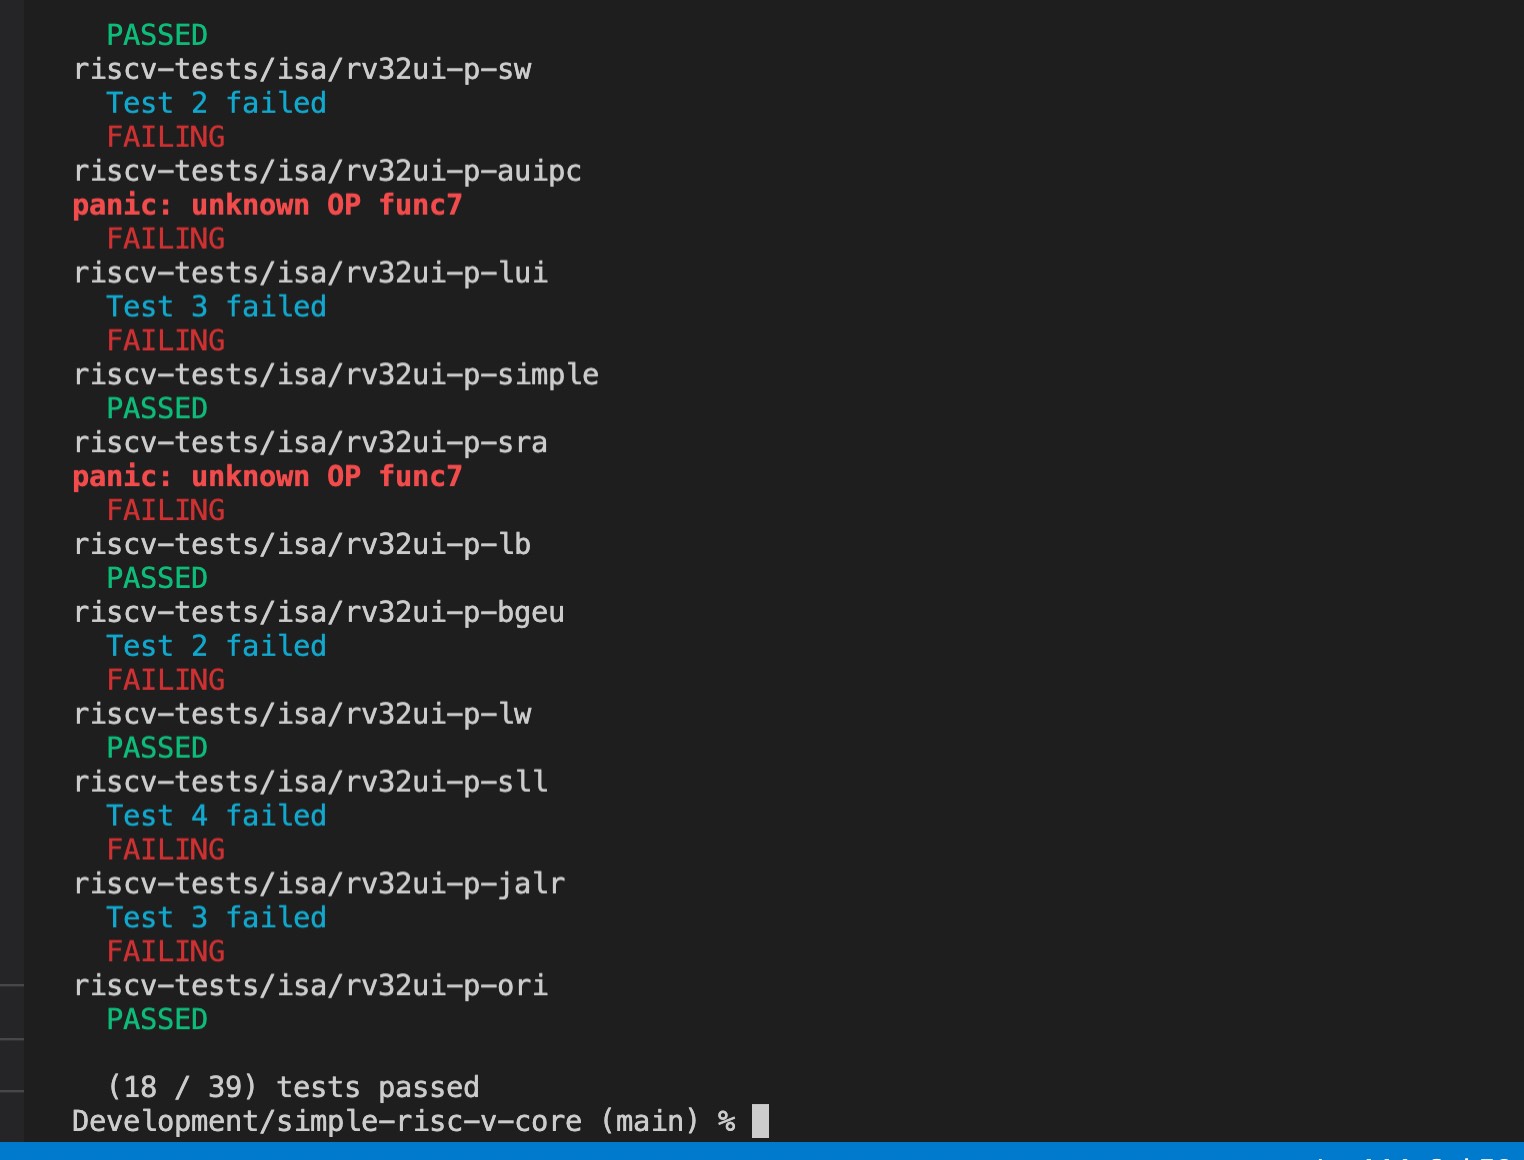 PASSED
riscv-tests/isa/rv32ui-p-sw
Test 2 failed
FAILING
riscv-tests/isa/rv32ui-p-auipc
panic: unknown OP func7
FAILING
riscv-tests/isa/rv32ui-p-lui
Test 3 failed
FAILING
riscv-tests/isa/rv32ui-p-simple
PASSED
riscv-tests/isa/rv32ui-p-sra
panic: unknown OP func7
FAILING
riscv-tests/isa/rv32ui-p-lb
PASSED
riscv-tests/isa/rv32ui-p-bgeu
Test 2 failed
FAILING
riscv-tests/isa/rv32ui-p-lw
PASSED
riscv-tests/isa/rv32ui-p-sll
Test 4 failed
FAILING
riscv-tests/isa/rv32ui-p-jalr
Test 3 failed
FAILING
riscv-tests/isa/rv32ui-p-ori
PASSED
(18 / 39) tests passed
Development/simple-risc-v-core (main) %